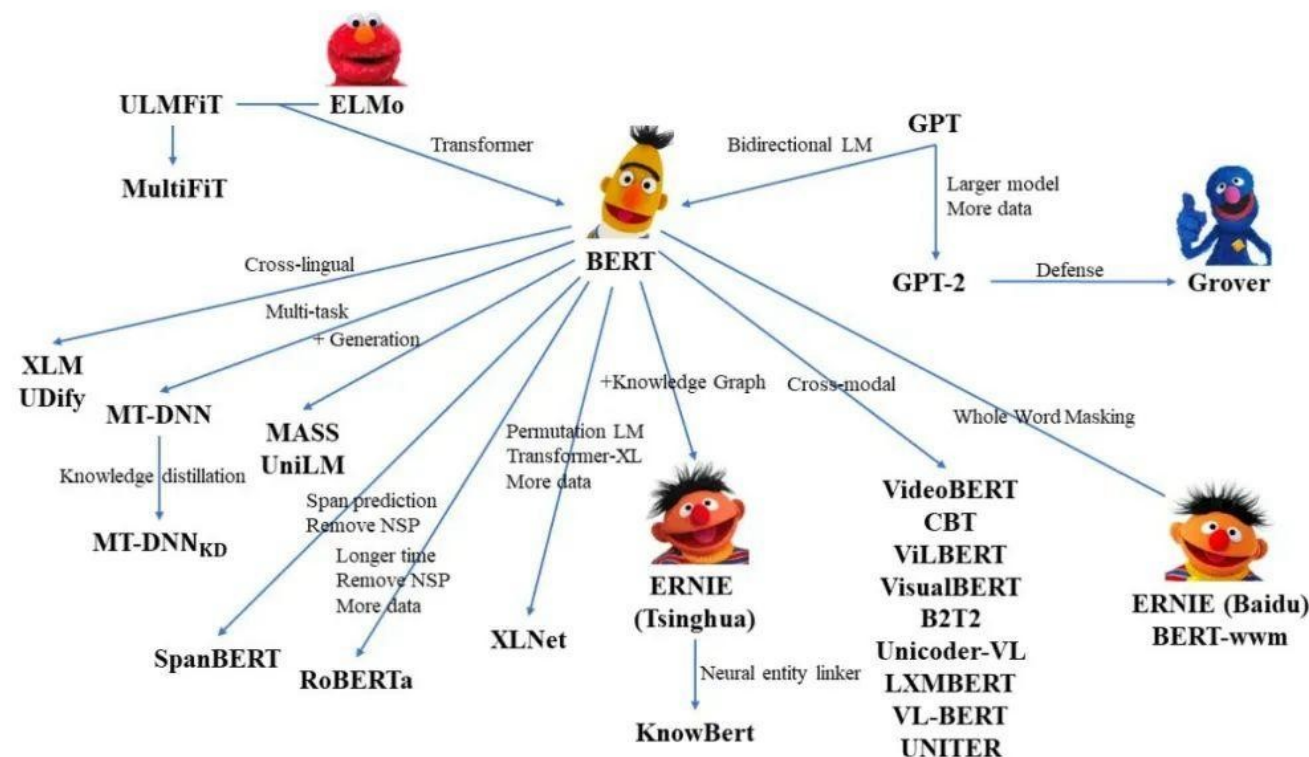 ULMFiT
ELMo
GPT
Transformer
Bidirectional LM
MultiFiT
Larger model
More data
BERT
GPT-2
Defense
Grover
Cross-lingual
Multi-task
+ Generation
XLM
UDify
MT-DNN
MASS
UniLM
+Knowledge Graph
Cross-modal
Whole Word Masking
Permutation LM
Transformer-XL
More data
Knowledge distillation
MT-DNNKD
Span prediction
Remove NSP
Longer time
Remove NSP
More data
SpanBERT
RoBERTa
XLNet
ERNIE
(Tsinghua)
Neural entity linker
KnowBert
VideoBERT
CBT
ViLBERT
VisualBERT
B2T2
Unicoder-VL
LXMBERT
VL-BERT
UNITER
ERNIE (Baidu)
BERT-wwm